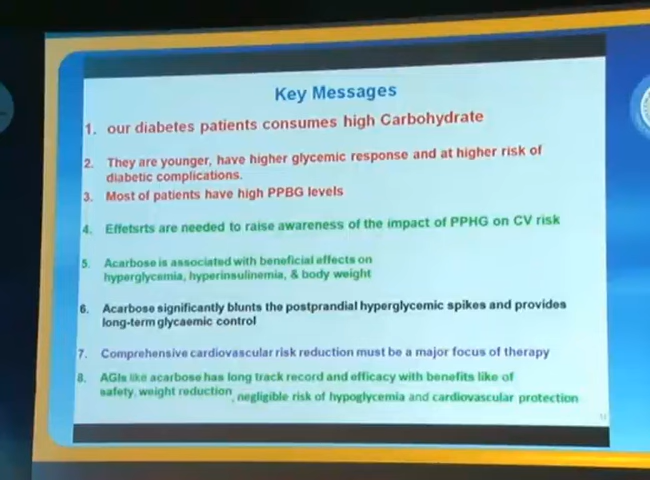 Key Messages
1. our diabetes patients consumes high Carbohydrate
2. They are younger, have higher glycemic response and at higher risk of
diabetic complications.
3. Most of patients have high PPBG levels
4. Effetsrts are needed to raise awareness of the impact of PPHG on CV risk
5. Acarbose is associated with beneficial effects on
hyperglycemia, hyperinsulinemia, & body weight
6. Acarbose significantly blunts the postprandial hyperglycemic spikes and provides
long-term glycaemic control
7. Comprehensive cardiovascular risk reduction must be a major focus of therapy
8. AGIs like acarbose has long track record and efficacy with benefits like of
safety, weight reduction , negligible risk of hypoglycemia and cardiovascular protection